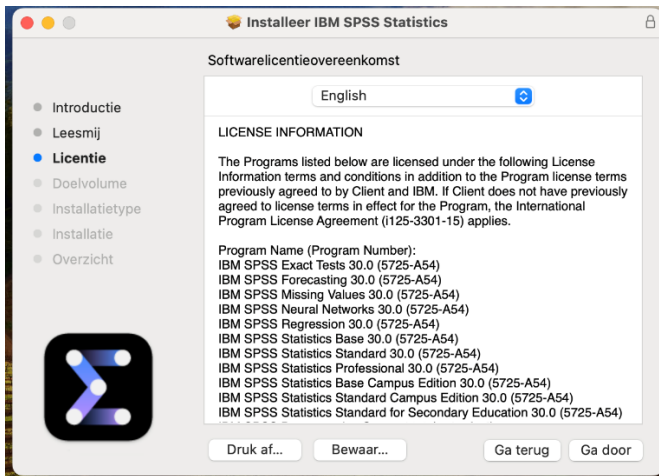 Installeer IBM SPSS Statistics
Softwarelicentieovereenkomst
Introductie
Leesmij
Licentie
Doelvolume
Installatietype
Installatie
Overzicht
English
LICENSE INFORMATION
The Programs listed below are licensed under the following License
Information terms and conditions in addition to the Program license terms
previously agreed to by Client and IBM. If Client does not have previously
agreed to license terms in effect for the Program, the International
Program License Agreement (i125-3301-15) applies.
Program Name (Program Number):
IBM SPSS Exact Tests 30.0 (5725-A54)
IBM SPSS Forecasting 30.0 (5725-A54)
IBM SPSS Missing Values 30.0 (5725-A54)
IBM SPSS Neural Networks 30.0 (5725-A54)
IBM SPSS Regression 30.0 (5725-A54)
IBM SPSS Statistics Base 30.0 (5725-A54)
IBM SPSS Statistics Standard 30.0 (5725-A54)
IBM SPSS Statistics Professional 30.0 (5725-A54)
IBM SPSS Statistics Base Campus Edition 30.0 (5725-A54)
IBM SPSS Statistics Standard Campus Edition 30.0 (5725-A54)
IBM SPSS Statistics Standard for Secondary Education 30.0 (5725-A54)
Druk af...
Bewaar...
Ga terug
Ga door